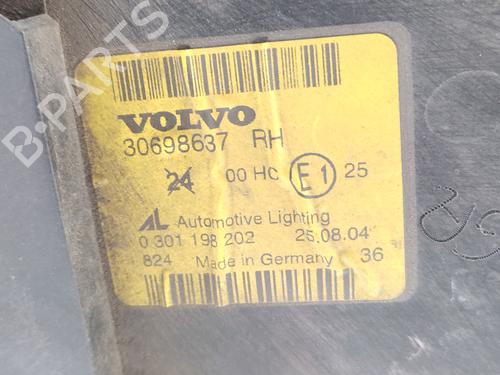 VOLVO
30698637 RH
24 00 HC E1 25
AL Automotive Lighting
0 301 198 202 25.08.04
824 Made in Germany 36
B-PARTS